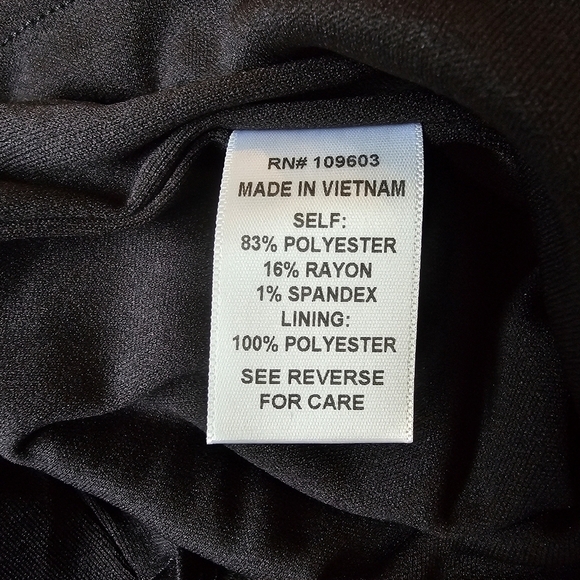 RN# 109603
MADE IN VIETNAM
SELF:
83% POLYESTER
16% RAYON
1% SPANDEX
LINING:
100% POLYESTER
SEE REVERSE
FOR CARE